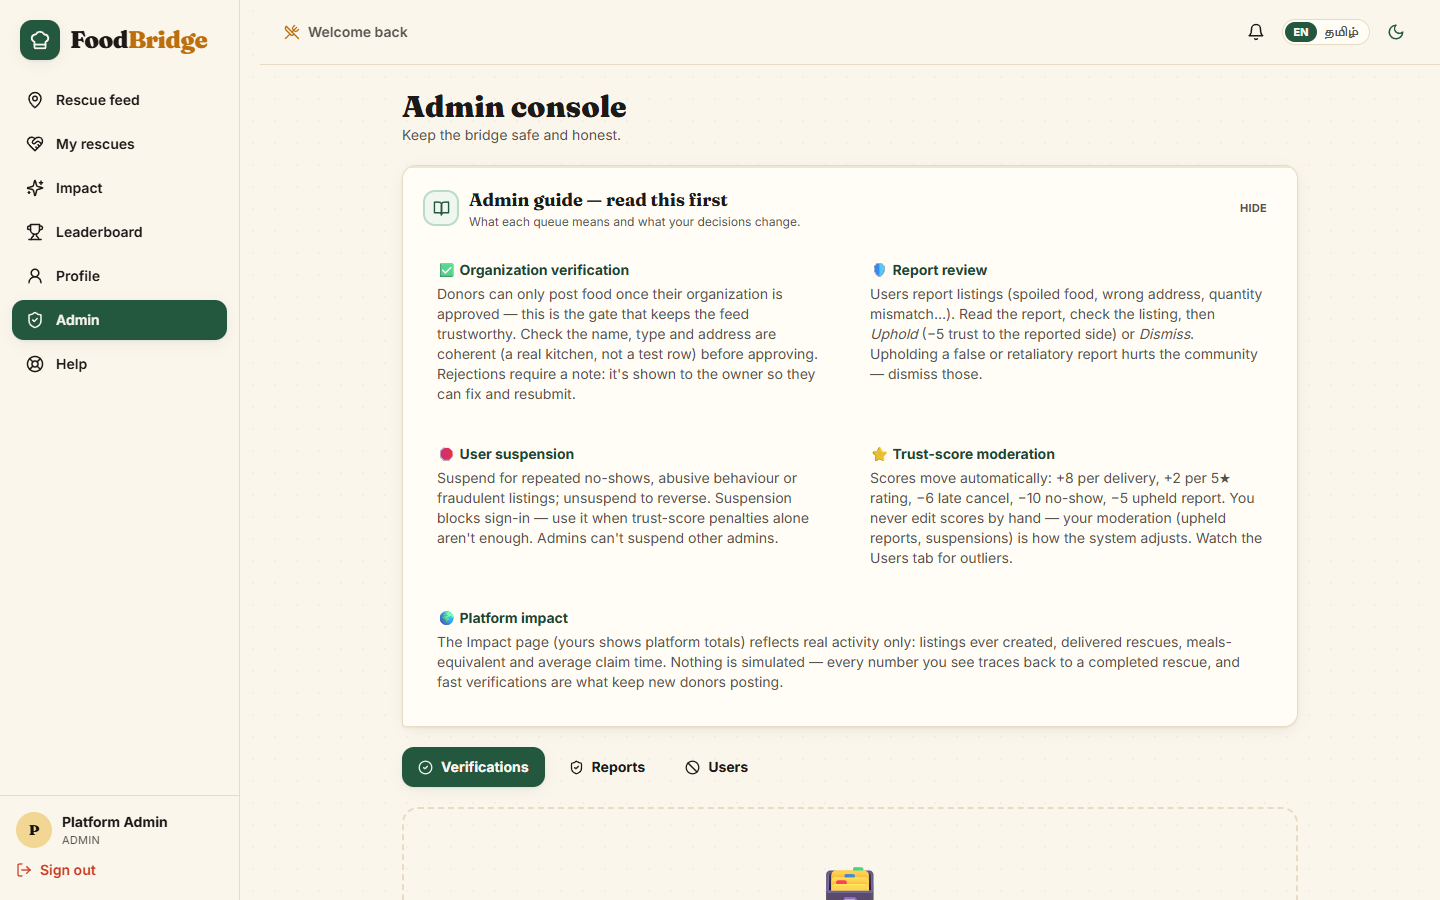 FoodBridge
Rescue feed
My rescues
Impact
Leaderboard
Profile
Admin
Help
Platform Admin
ADMIN
Sign out
P
Welcome back
EN
தமிழ்
Admin console
Keep the bridge safe and honest.
Admin guide — read this first
What each queue means and what your decisions change.
HIDE
Organization verification
Donors can only post food once their organization is
approved — this is the gate that keeps the feed
trustworthy. Check the name, type and address are
coherent (a real kitchen, not a test row) before approving.
Rejections require a note: it's shown to the owner so they
can fix and resubmit.
Report review
Users report listings (spoiled food, wrong address, quantity
mismatch...). Read the report, check the listing, then
Uphold (−5 trust to the reported side) or Dismiss.
Upholding a false or retaliatory report hurts the community
— dismiss those.
User suspension
Suspend for repeated no-shows, abusive behaviour or
fraudulent listings; unsuspend to reverse. Suspension
blocks sign-in — use it when trust-score penalties alone
aren't enough. Admins can't suspend other admins.
Trust-score moderation
Scores move automatically: +8 per delivery, +2 per 5★
rating, −6 late cancel, −10 no-show, −5 upheld report. You
never edit scores by hand — your moderation (upheld
reports, suspensions) is how the system adjusts. Watch the
Users tab for outliers.
Platform impact
The Impact page (yours shows platform totals) reflects real activity only: listings ever created, delivered rescues, meals-
equivalent and average claim time. Nothing is simulated — every number you see traces back to a completed rescue, and
fast verifications are what keep new donors posting.
Verifications
Reports
Users